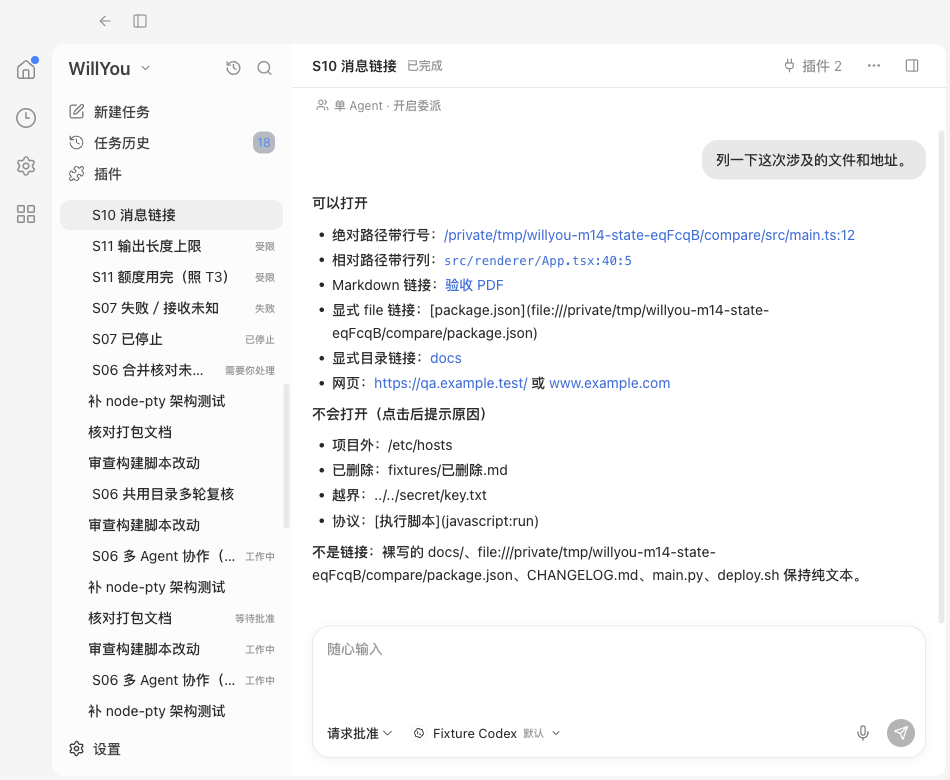 WillYou
新建任务
任务历史 18
插件
S10 消息链接
S11 输出长度上限 受限
S11 额度用完（照 T3） 受限
S07 失败 / 接收未知 失败
S07 已停止 已停止
S06 合并核对未... 需要你处理
补 node-pty 架构测试
核对打包文档
审查构建脚本改动
S06 共用目录多轮复核
审查构建脚本改动
S06 多 Agent 协作（... 工作中
补 node-pty 架构测试
核对打包文档 等待批准
审查构建脚本改动 工作中
S06 多 Agent 协作（... 工作中
补 node-pty 架构测试
设置
S10 消息链接 已完成 插件 2
单 Agent · 开启委派
列一下这次涉及的文件和地址。
可以打开
• 绝对路径带行号：/private/tmp/willyou-m14-state-eqFcqB/compare/src/main.ts:12
• 相对路径带行列：src/renderer/App.tsx:40:5
• Markdown 链接：验收 PDF
• 显式 file 链接：[package.json](file:///private/tmp/willyou-m14-state-
eqFcqB/compare/package.json)
• 显式目录链接：docs
• 网页：https://qa.example.test/ 或 www.example.com
不会打开（点击后提示原因）
• 项目外：/etc/hosts
• 已删除：fixtures/已删除.md
• 越界：../../secret/key.txt
• 协议：[执行脚本](javascript:run)
不是链接：裸写的 docs/、file:///private/tmp/willyou-m14-state-
eqFcqB/compare/package.json、CHANGELOG.md、main.py、deploy.sh 保持纯文本。
随心输入
请求批准 Fixture Codex 默认